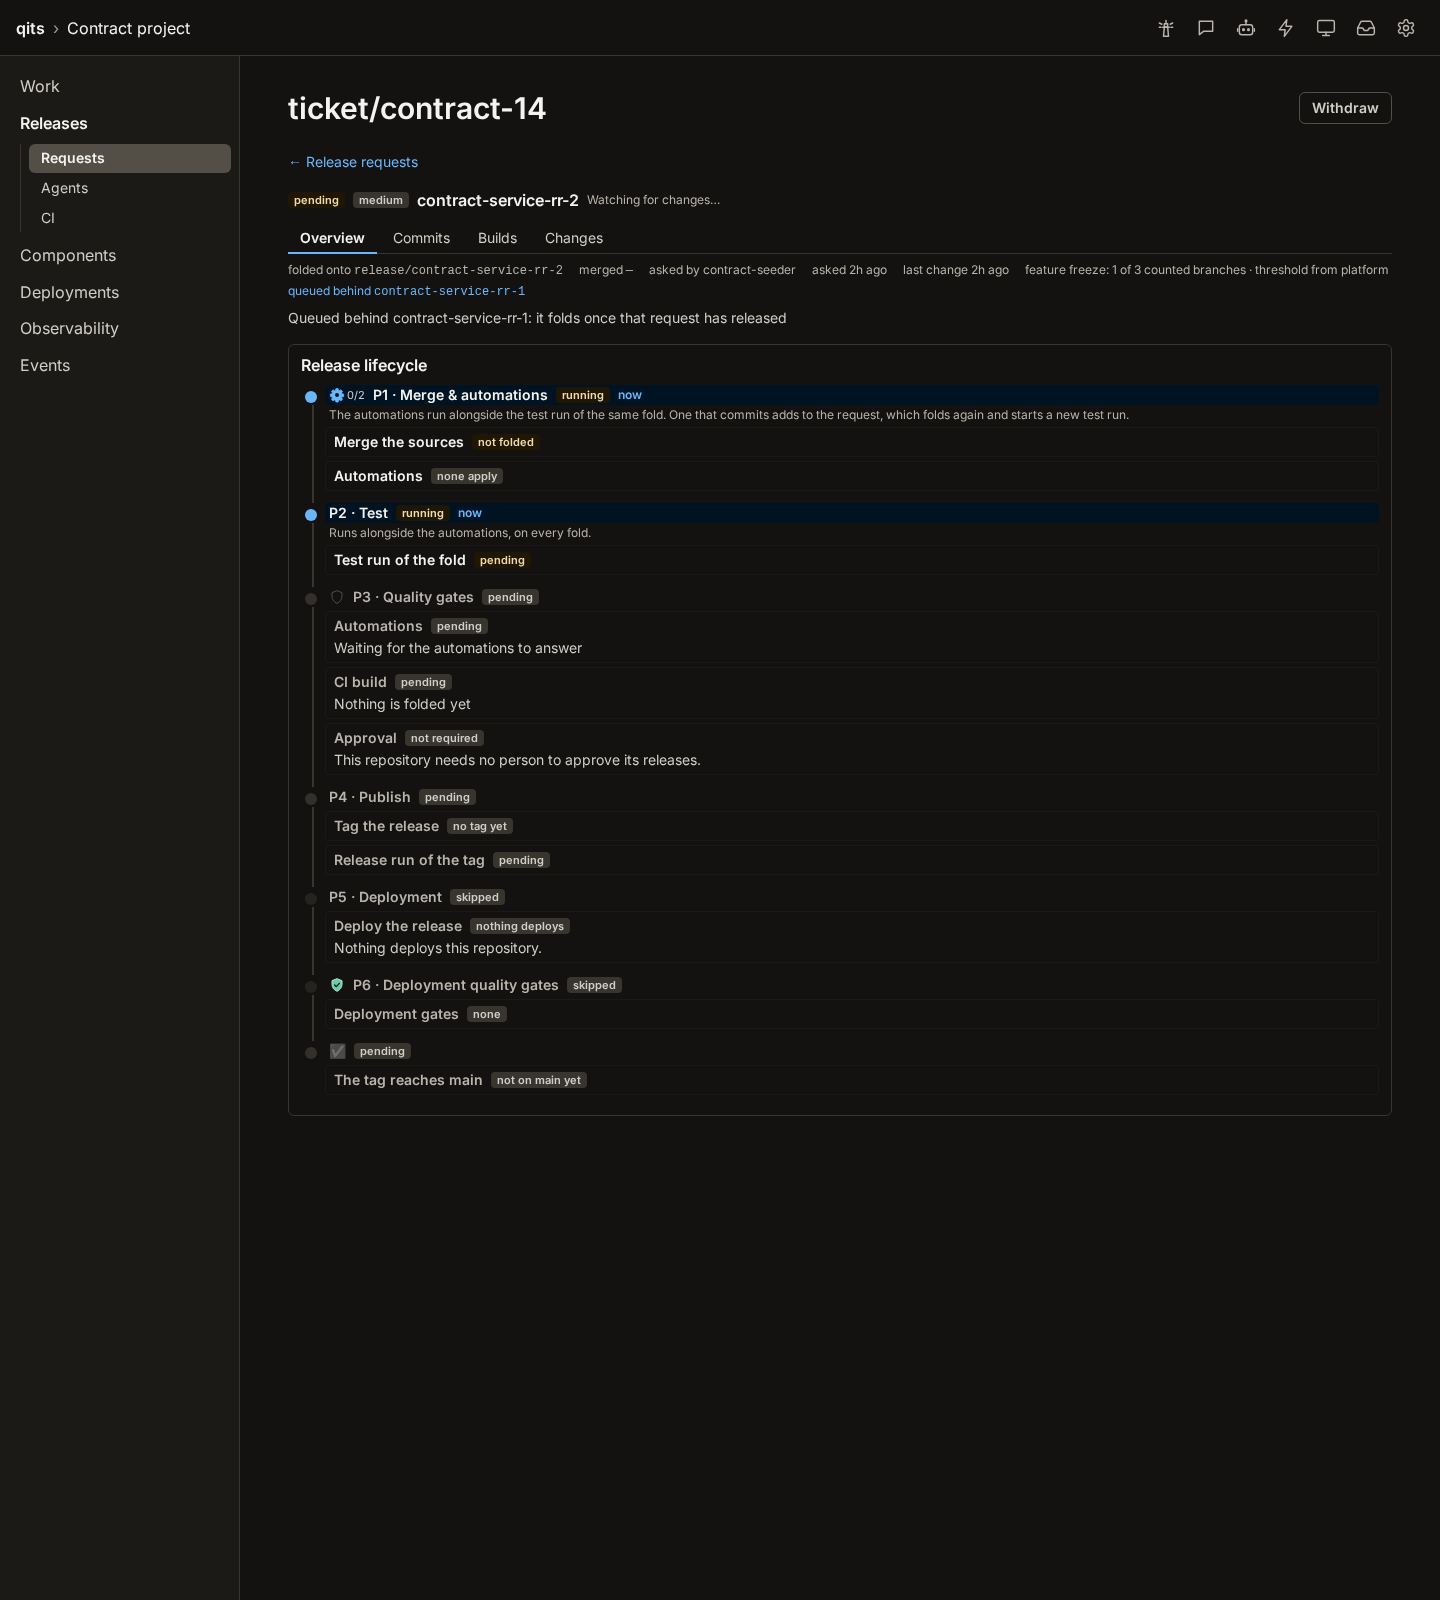 qits › Contract project
Work
Releases
Requests
Agents
CI
Components
Deployments
Observability
Events
ticket/contract-14
Withdraw
← Release requests
pending medium contract-service-rr-2 Watching for changes…
Overview Commits Builds Changes
folded onto release/contract-service-rr-2 merged — asked by contract-seeder asked 2h ago last change 2h ago feature freeze: 1 of 3 counted branches · threshold from platform
queued behind contract-service-rr-1
Queued behind contract-service-rr-1: it folds once that request has released
Release lifecycle
0/2 P1 · Merge & automations running now
The automations run alongside the test run of the same fold. One that commits adds to the request, which folds again and starts a new test run.
Merge the sources not folded
Automations none apply
P2 · Test running now
Runs alongside the automations, on every fold.
Test run of the fold pending
P3 · Quality gates pending
Automations pending
Waiting for the automations to answer
CI build pending
Nothing is folded yet
Approval not required
This repository needs no person to approve its releases.
P4 · Publish pending
Tag the release no tag yet
Release run of the tag pending
P5 · Deployment skipped
Deploy the release nothing deploys
Nothing deploys this repository.
P6 · Deployment quality gates skipped
Deployment gates none
pending
The tag reaches main not on main yet